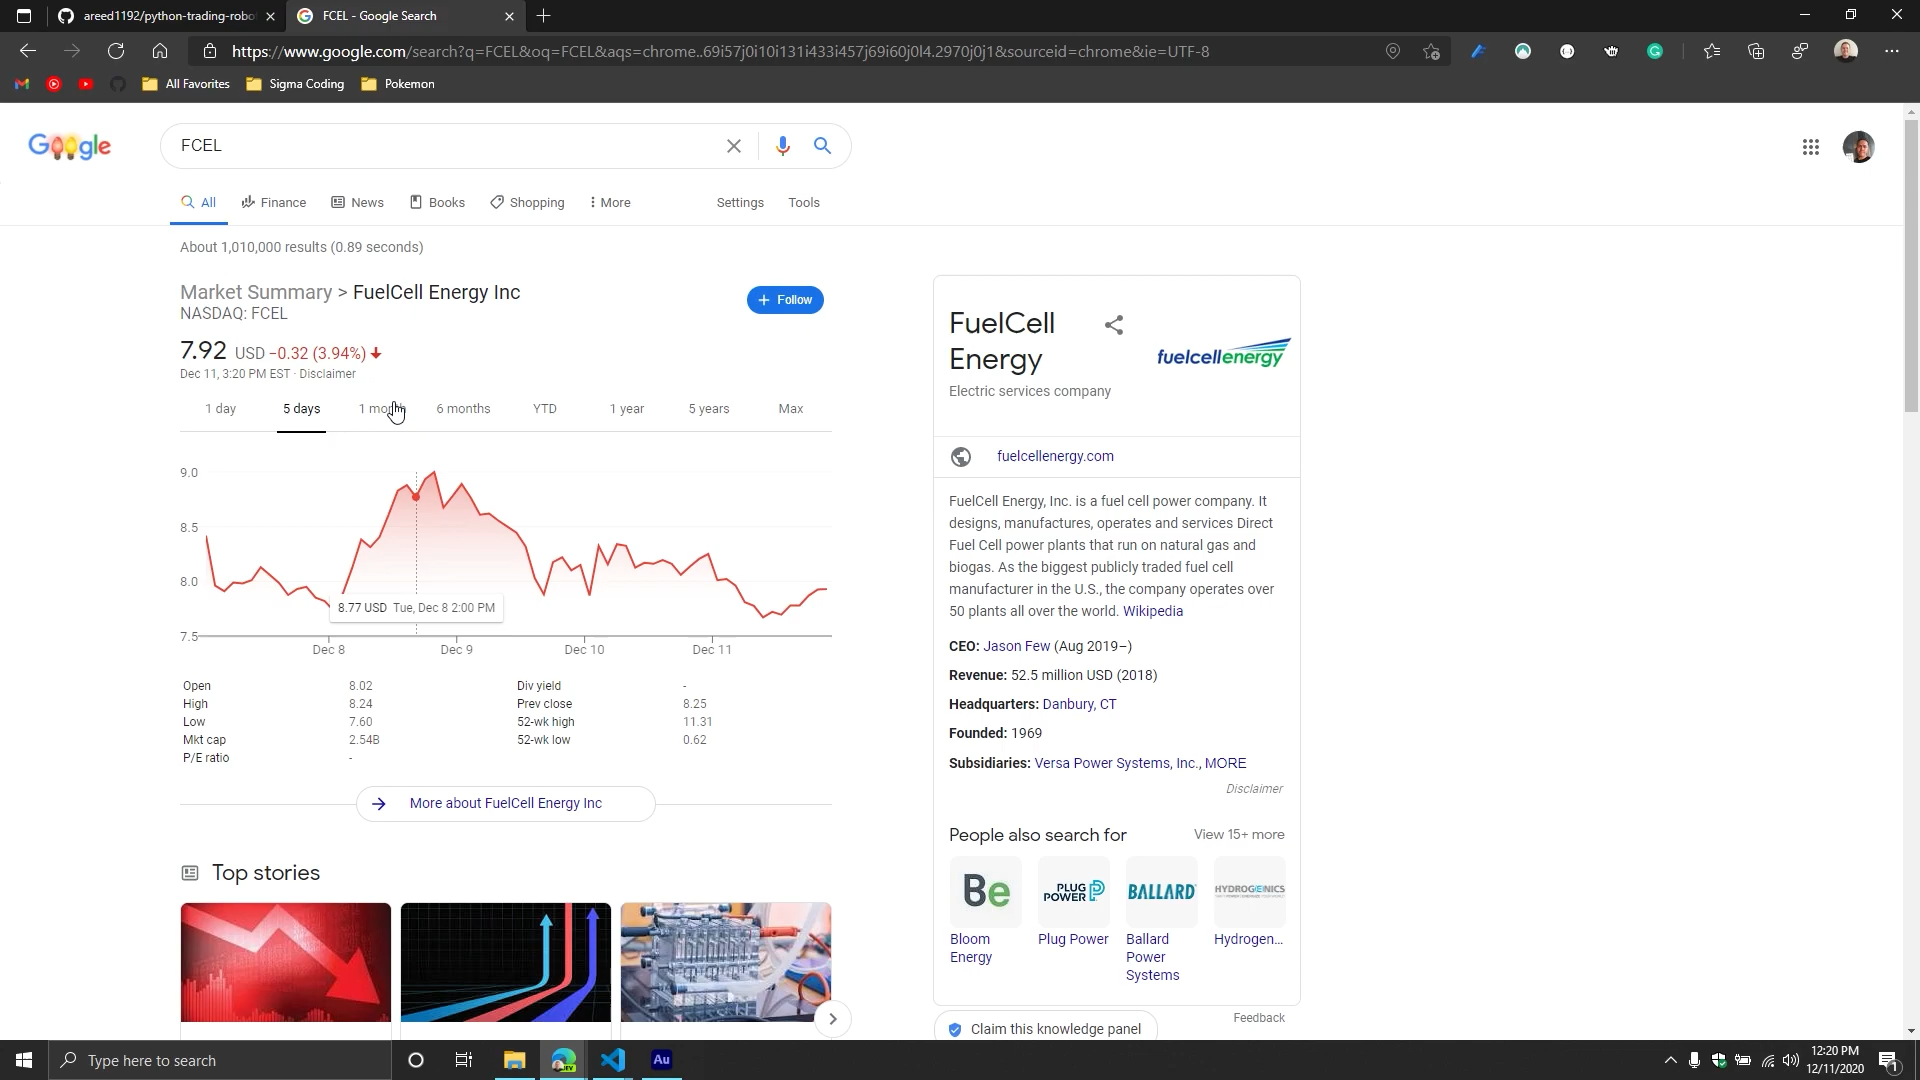 areed1192/python-trading-robo
FCEL - Google Search
https://www.google.com/search?q=FCEL&oq=FCEL&aqs=chrome..69i57j0i10i131i433i457j69i60j0l4.2970j0j1&sourceid=chrome&ie=UTF-8
All Favorites
Sigma Coding
Pokemon
Google
FCEL
All
Finance
News
Books
Shopping
More
Settings
Tools
About 1,010,000 results (0.89 seconds)
Market Summary > FuelCell Energy Inc
NASDAQ: FCEL
Follow
7.92 USD −0.32 (3.94%)
Dec 11, 3:20 PM EST · Disclaimer
1 day
5 days
1 month
6 months
YTD
1 year
5 years
Max
9.0
8.5
8.0
7.5
8.77 USD Tue, Dec 8 2:00 PM
Dec 8
Dec 9
Dec 10
Dec 11
Open 8.02 Div yield -
High 8.24 Prev close 8.25
Low 7.60 52-wk high 11.31
Mkt cap 2.54B 52-wk low 0.62
P/E ratio -
More about FuelCell Energy Inc
Top stories
FuelCell
Energy
fuelcellenergy
Electric services company
fuelcellenergy.com
FuelCell Energy, Inc. is a fuel cell power company. It
designs, manufactures, operates and services Direct
Fuel Cell power plants that run on natural gas and
biogas. As the biggest publicly traded fuel cell
manufacturer in the U.S., the company operates over
50 plants all over the world. Wikipedia
CEO: Jason Few (Aug 2019–)
Revenue: 52.5 million USD (2018)
Headquarters: Danbury, CT
Founded: 1969
Subsidiaries: Versa Power Systems, Inc., MORE
Disclaimer
People also search for
View 15+ more
Be
PLUG
POWER
BALLARD
HYDROGENICS
Bloom
Energy
Plug Power
Ballard
Power
Systems
Hydrogen...
Feedback
Claim this knowledge panel
Type here to search
Au
12:20 PM
12/11/2020
1